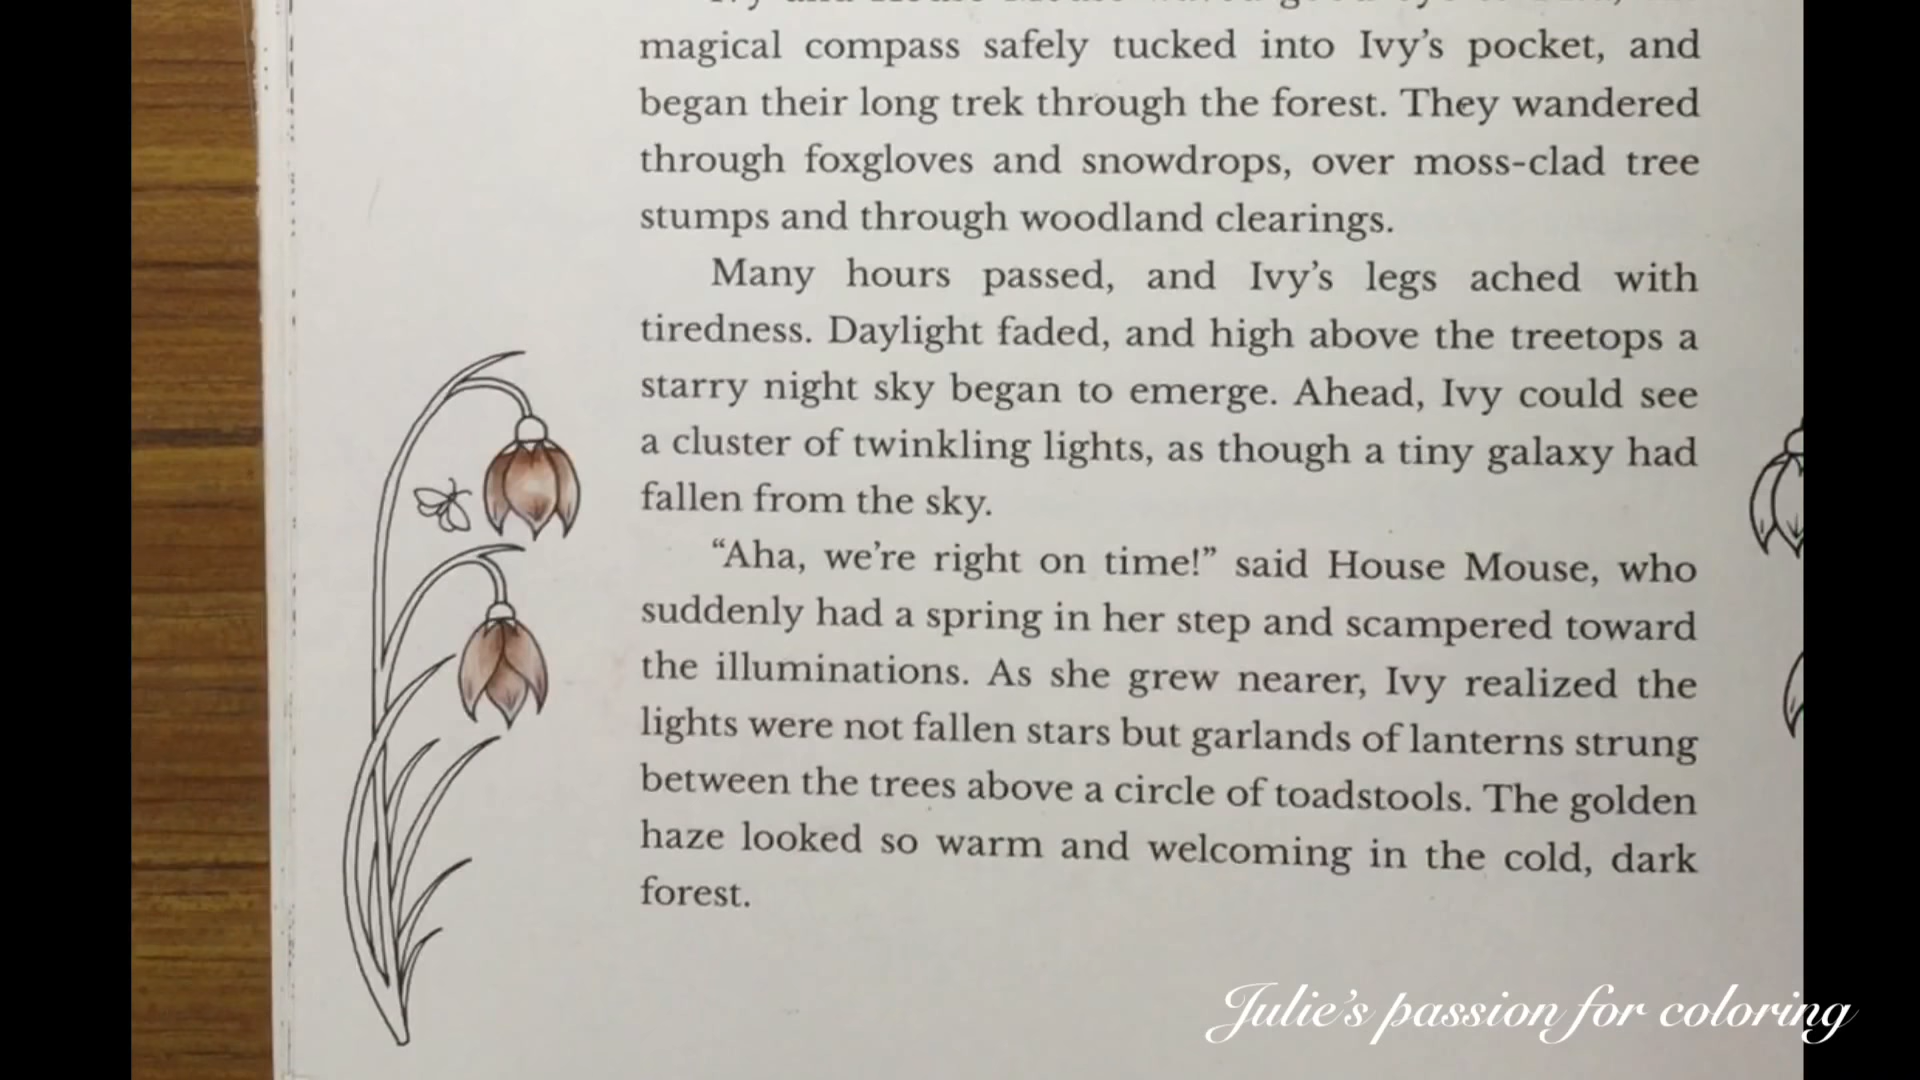 magical compass safely tucked into Ivy's pocket, and
began their long trek through the forest. They wandered
through foxgloves and snowdrops, over moss-clad tree
stumps and through woodland clearings.
Many hours passed, and Ivy's legs ached with
tiredness. Daylight faded, and high above the treetops a
starry night sky began to emerge. Ahead, Ivy could see
a cluster of twinkling lights, as though a tiny galaxy had
fallen from the sky.
“Aha, we're right on time!” said House Mouse, who
suddenly had a spring in her step and scampered toward
the illuminations. As she grew nearer, Ivy realized the
lights were not fallen stars but garlands of lanterns strung
between the trees above a circle of toadstools. The golden
haze looked so warm and welcoming in the cold, dark
forest.
Julie's passion for coloring